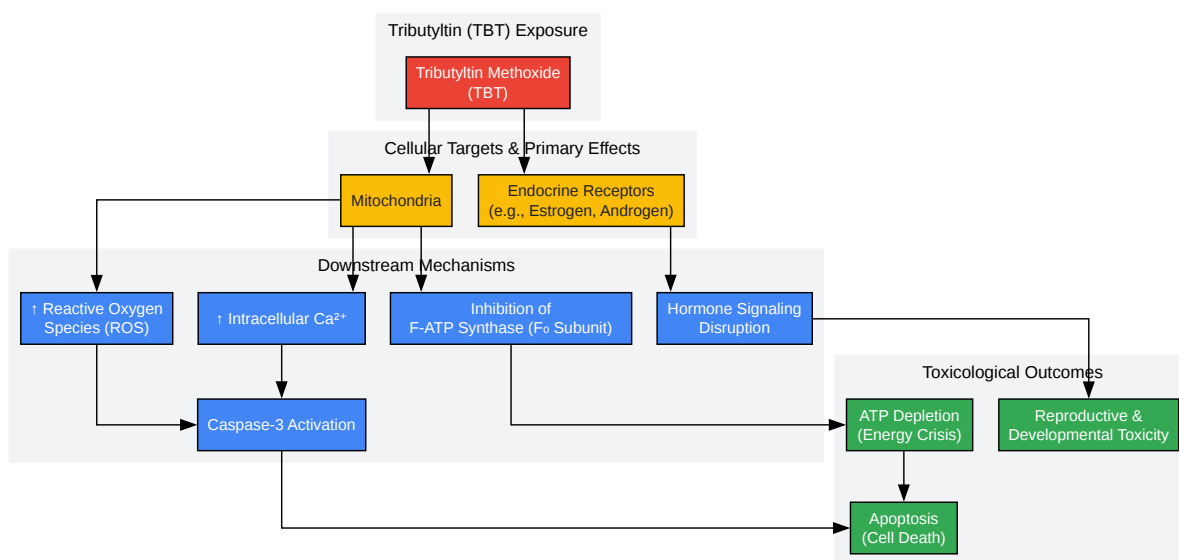 Tributyltin (TBT) Exposure
Tributyltin Methoxide
(TBT)
Cellular Targets & Primary Effects
Mitochondria
Endocrine Receptors
(e.g., Estrogen, Androgen)
Downstream Mechanisms
↑ Reactive Oxygen
Species (ROS)
↑ Intracellular Ca²⁺
Inhibition of
F-ATP Synthase (F₀ Subunit)
Hormone Signaling
Disruption
Caspase-3 Activation
Toxicological Outcomes
ATP Depletion
(Energy Crisis)
Reproductive &
Developmental Toxicity
Apoptosis
(Cell Death)